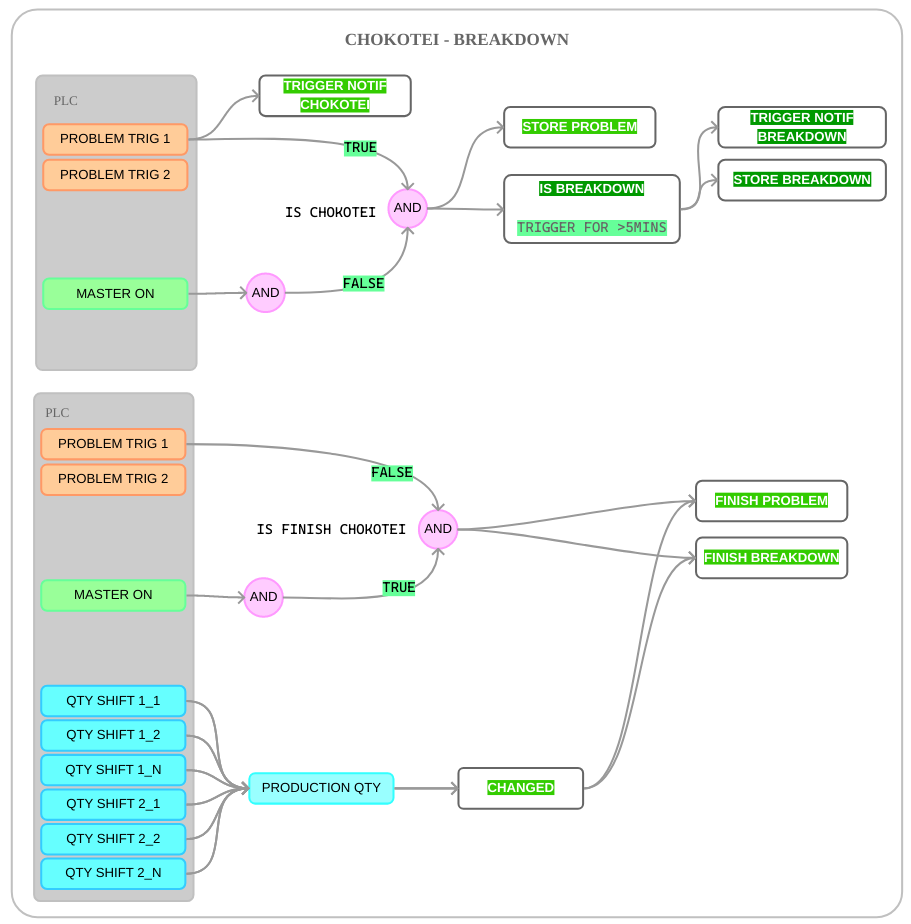 CHOKOTEI - BREAKDOWN
PLC
TRIGGER NOTIF
CHOKOTEI
PROBLEM TRIG 1
TRUE
PROBLEM TRIG 2
IS CHOKOTEI
AND
STORE PROBLEM
TRIGGER NOTIF
BREAKDOWN
IS BREAKDOWN
TRIGGER FOR >5MINS
STORE BREAKDOWN
MASTER ON
AND
FALSE
PLC
PROBLEM TRIG 1
PROBLEM TRIG 2
FALSE
IS FINISH CHOKOTEI
AND
FINISH PROBLEM
FINISH BREAKDOWN
MASTER ON
AND
TRUE
QTY SHIFT 1_1
QTY SHIFT 1_2
QTY SHIFT 1_N
QTY SHIFT 2_1
QTY SHIFT 2_2
QTY SHIFT 2_N
PRODUCTION QTY
CHANGED